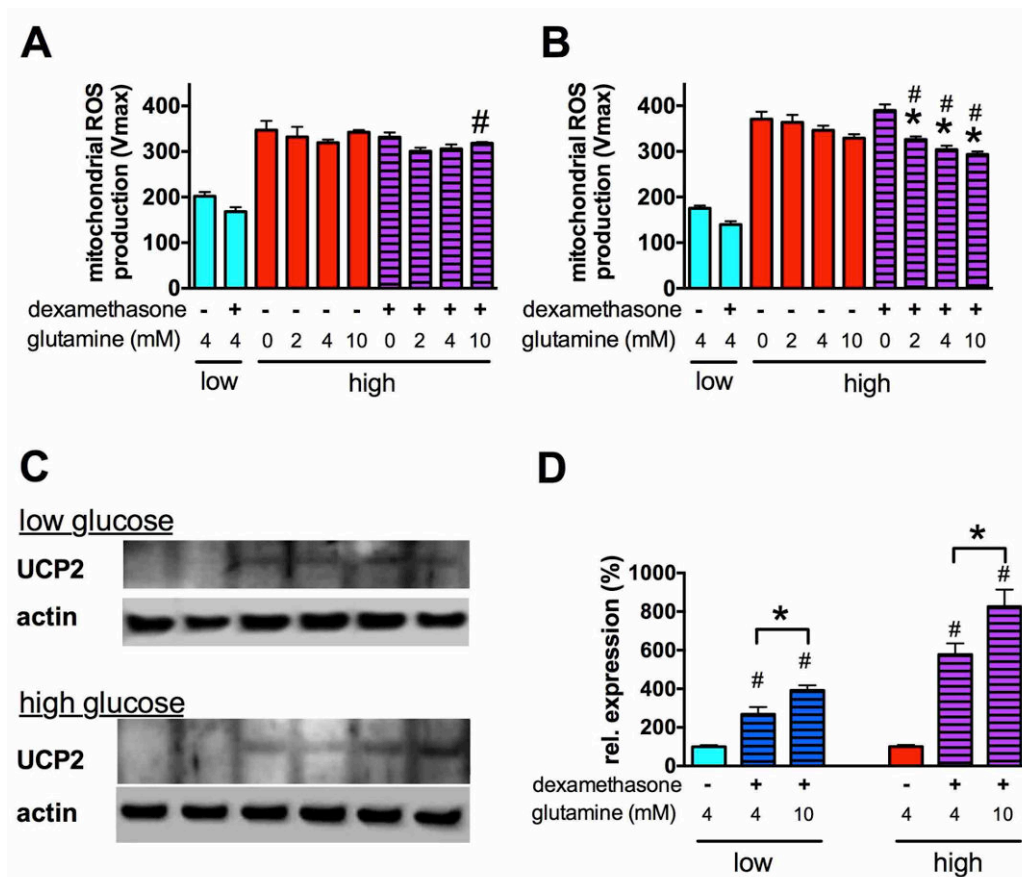 A
mitochondrial ROS
production (Vmax)
400
300
200
100
0
#
dexamethasone - + - - - - + + + +
glutamine (mM) 4 4 0 2 4 10 0 2 4 10
low high
B
mitochondrial ROS
production (Vmax)
400
300
200
100
0
# # #
* * *
dexamethasone - + - - - - + + + +
glutamine (mM) 4 4 0 2 4 10 0 2 4 10
low high
C
low glucose
UCP2
actin
high glucose
UCP2
actin
D
rel. expression (%)
1000
800
600
400
200
0
* *
# # # #
dexamethasone - + + - + +
glutamine (mM) 4 4 10 4 4 10
low high